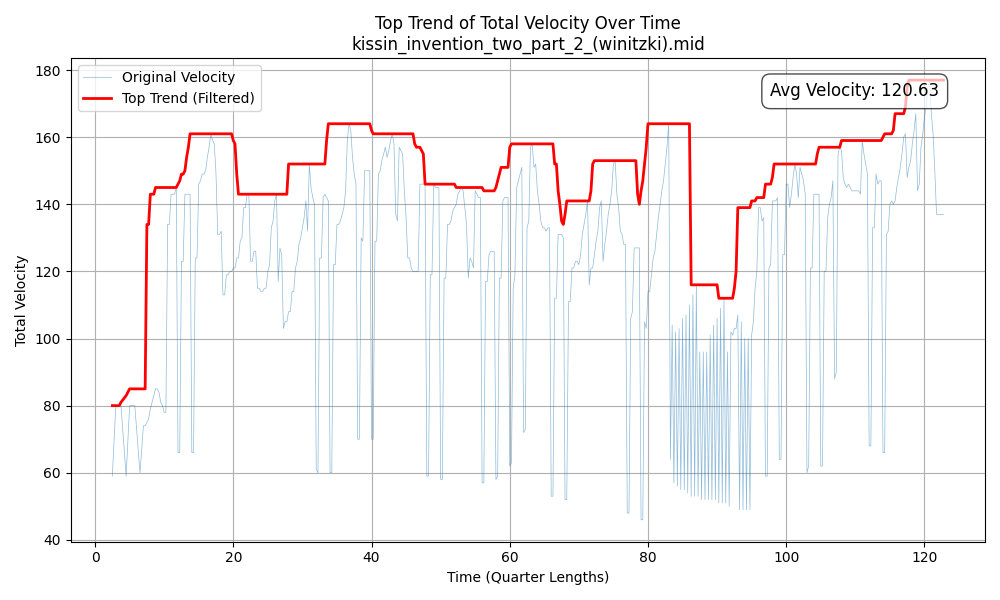 Top Trend of Total Velocity Over Time
kissin_invention_two_part_2_(winitzki).mid
Original Velocity
Top Trend (Filtered)
Avg Velocity: 120.63
Total Velocity
180
160
140
120
100
80
60
40
0
20
40
60
80
100
120
Time (Quarter Lengths)